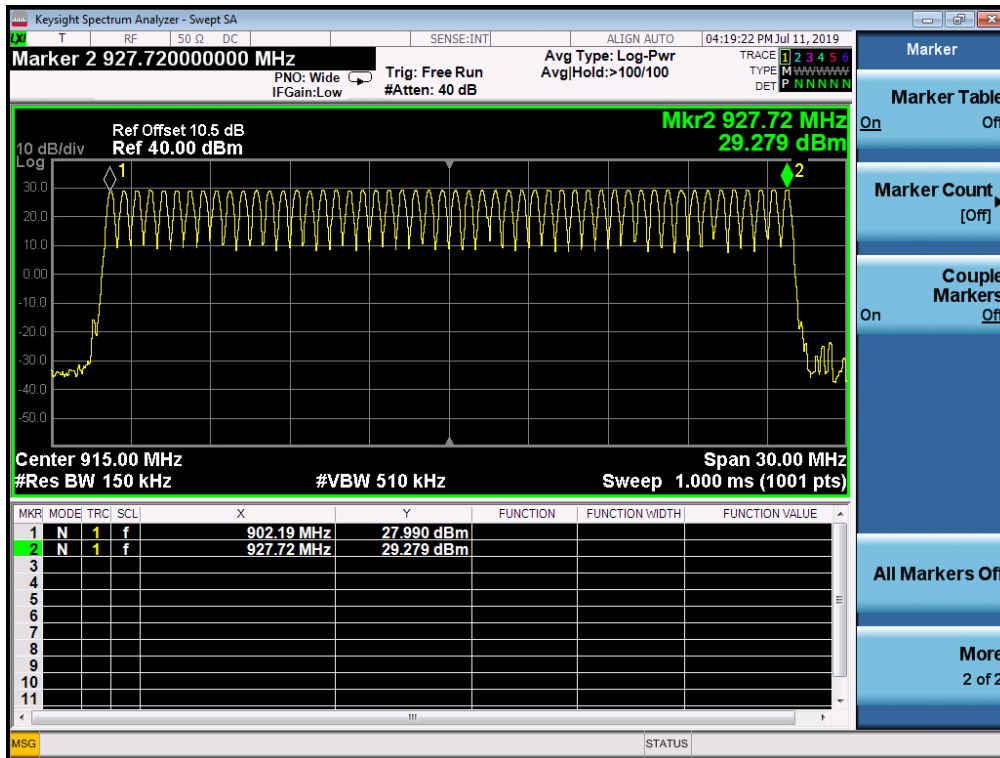 Keysight Spectrum Analyzer - Swept SA
LXI T RF 50 Ω DC SENSE:INT ALIGN AUTO 04:19:22 PM Jul 11, 2019
Marker 2 927.720000000 MHz
PNO: Wide
IFGain:Low
Trig: Free Run
#Atten: 40 dB
Avg Type: Log-Pwr
Avg|Hold:>100/100
TRACE 1 2 3 4 5 6
TYPE M WWWWW
DET P N N N N N
Mkr2 927.72 MHz
29.279 dBm
Ref Offset 10.5 dB
10 dB/div Ref 40.00 dBm
Log
1
2
30.0
20.0
10.0
0.00
-10.0
-20.0
-30.0
-40.0
-50.0
Center 915.00 MHz Span 30.00 MHz
#Res BW 150 kHz #VBW 510 kHz Sweep 1.000 ms (1001 pts)
MKR MODE TRC SCL X Y FUNCTION FUNCTION WIDTH FUNCTION VALUE
1 N 1 f 902.19 MHz 27.990 dBm
2 N 1 f 927.72 MHz 29.279 dBm
3
4
5
6
7
8
9
10
11
MSG STATUS
Marker
Marker Table
On Off
Marker Count
[Off]
Couple
Markers
On Off
All Markers Off
More
2 of 2